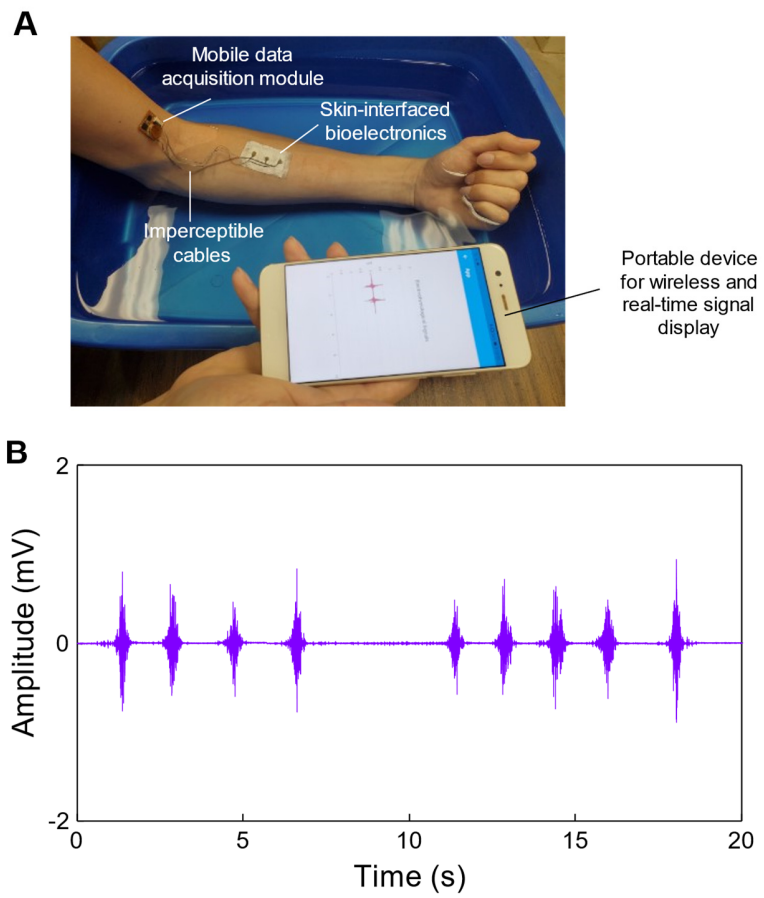 A
Mobile data
acquisition module
Skin-interfaced
bioelectronics
Imperceptible
cables
Portable device
for wireless and
real-time signal
display
App
B
2
0
-2
Amplitude (mV)
0
5
10
15
20
Time (s)